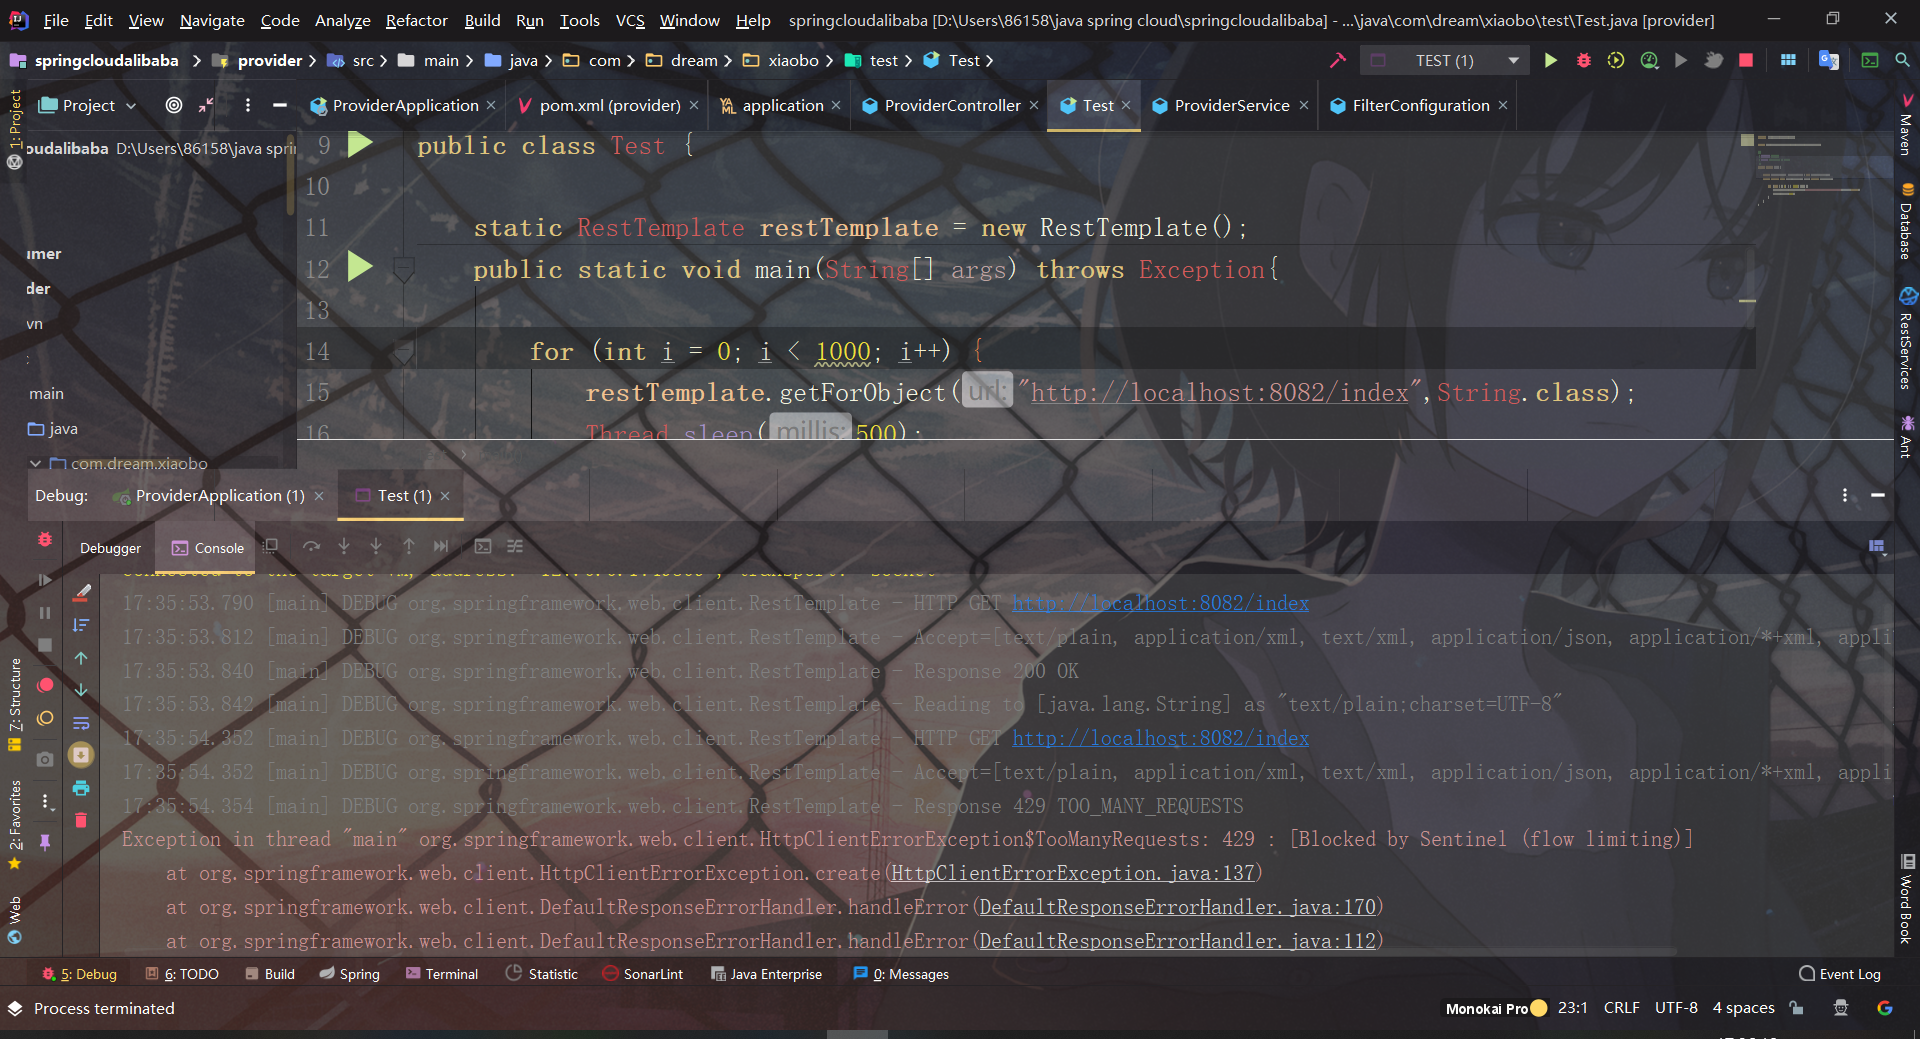 File Edit View Navigate Code Analyze Refactor Build Run Tools VCS Window Help springcloudalibaba [D:\Users\86158\java spring cloud\springcloudalibaba] - ...\java\com\dream\xiaobo\test\Test.java [provider]
springcloudalibaba provider src main java com dream xiaobo test Test TEST (1)
1: Project
Project
ProviderApplication pom.xml (provider) application ProviderController Test ProviderService FilterConfiguration
oudalibaba D:\Users\86158\java sprin
umer
der
vn
main
java
com.dream.xiaobo
9 public class Test {
10
11 static RestTemplate restTemplate = new RestTemplate();
12 public static void main(String[] args) throws Exception{
13
14 for (int i = 0; i < 1000; i++) {
15 restTemplate.getForObject( url: "http://localhost:8082/index",String.class);
16 Thread.sleep( millis: 500);
Maven
Database
RestServices
Ant
Word Book
Debug: ProviderApplication (1) Test (1)
Debugger Console
17:35:53.790 [main] DEBUG org.springframework.web.client.RestTemplate - HTTP GET http://localhost:8082/index
17:35:53.812 [main] DEBUG org.springframework.web.client.RestTemplate - Accept=[text/plain, application/xml, text/xml, application/json, application/*+xml, appli
17:35:53.840 [main] DEBUG org.springframework.web.client.RestTemplate - Response 200 OK
17:35:53.842 [main] DEBUG org.springframework.web.client.RestTemplate - Reading to [java.lang.String] as "text/plain;charset=UTF-8"
17:35:54.352 [main] DEBUG org.springframework.web.client.RestTemplate - HTTP GET http://localhost:8082/index
17:35:54.352 [main] DEBUG org.springframework.web.client.RestTemplate - Accept=[text/plain, application/xml, text/xml, application/json, application/*+xml, appli
17:35:54.354 [main] DEBUG org.springframework.web.client.RestTemplate - Response 429 TOO_MANY_REQUESTS
Exception in thread "main" org.springframework.web.client.HttpClientErrorException$TooManyRequests: 429 : [Blocked by Sentinel (flow limiting)]
at org.springframework.web.client.HttpClientErrorException.create(HttpClientErrorException.java:137)
at org.springframework.web.client.DefaultResponseErrorHandler.handleError(DefaultResponseErrorHandler.java:170)
at org.springframework.web.client.DefaultResponseErrorHandler.handleError(DefaultResponseErrorHandler.java:112)
7: Structure
2: Favorites
Web
5: Debug 6: TODO Build Spring Terminal Statistic SonarLint Java Enterprise 0: Messages Event Log
Process terminated Monokai Pro 23:1 CRLF UTF-8 4 spaces